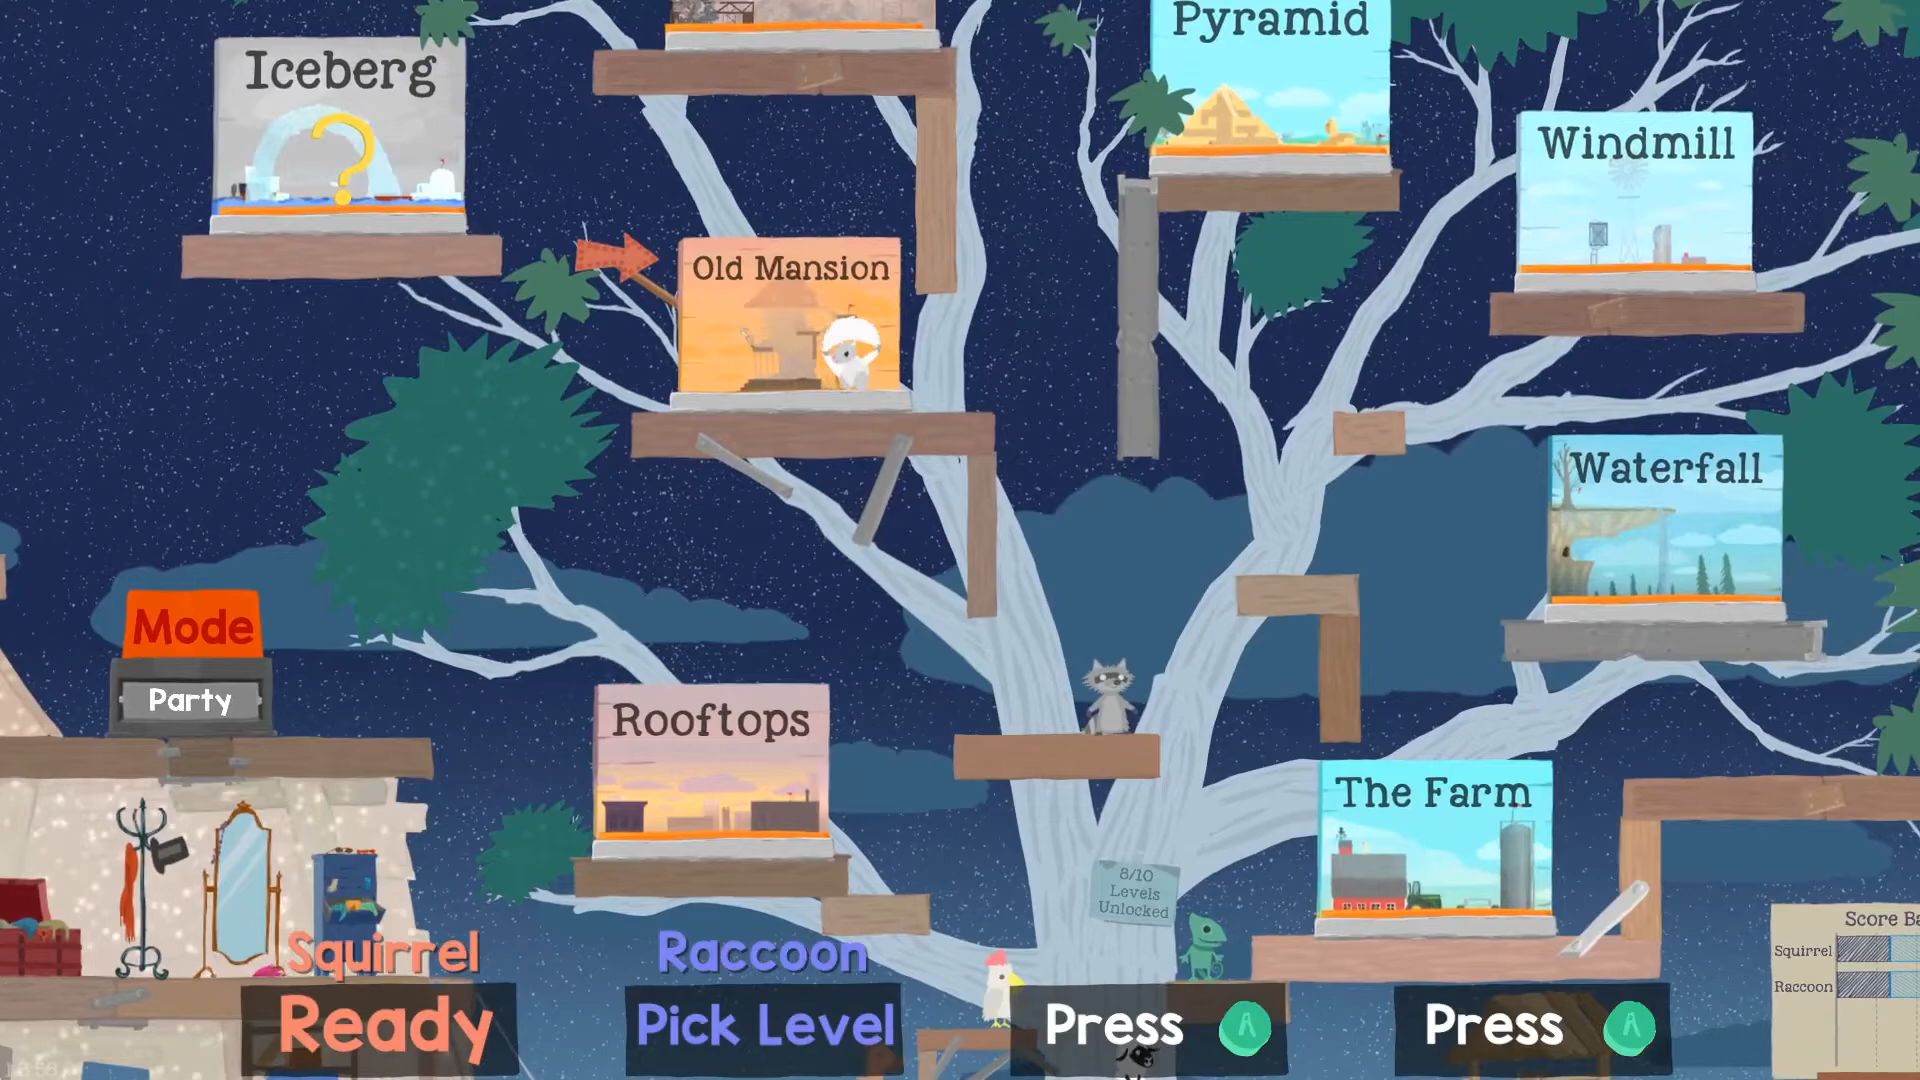 Pyramid
Iceberg
?
Windmill
Old Mansion
Waterfall
Mode
Party
Rooftops
The Farm
8/10
Levels
Unlocked
Score Ba
Squirrel
Raccoon
Squirrel
Ready
Raccoon
Pick Level
Press A
Press A